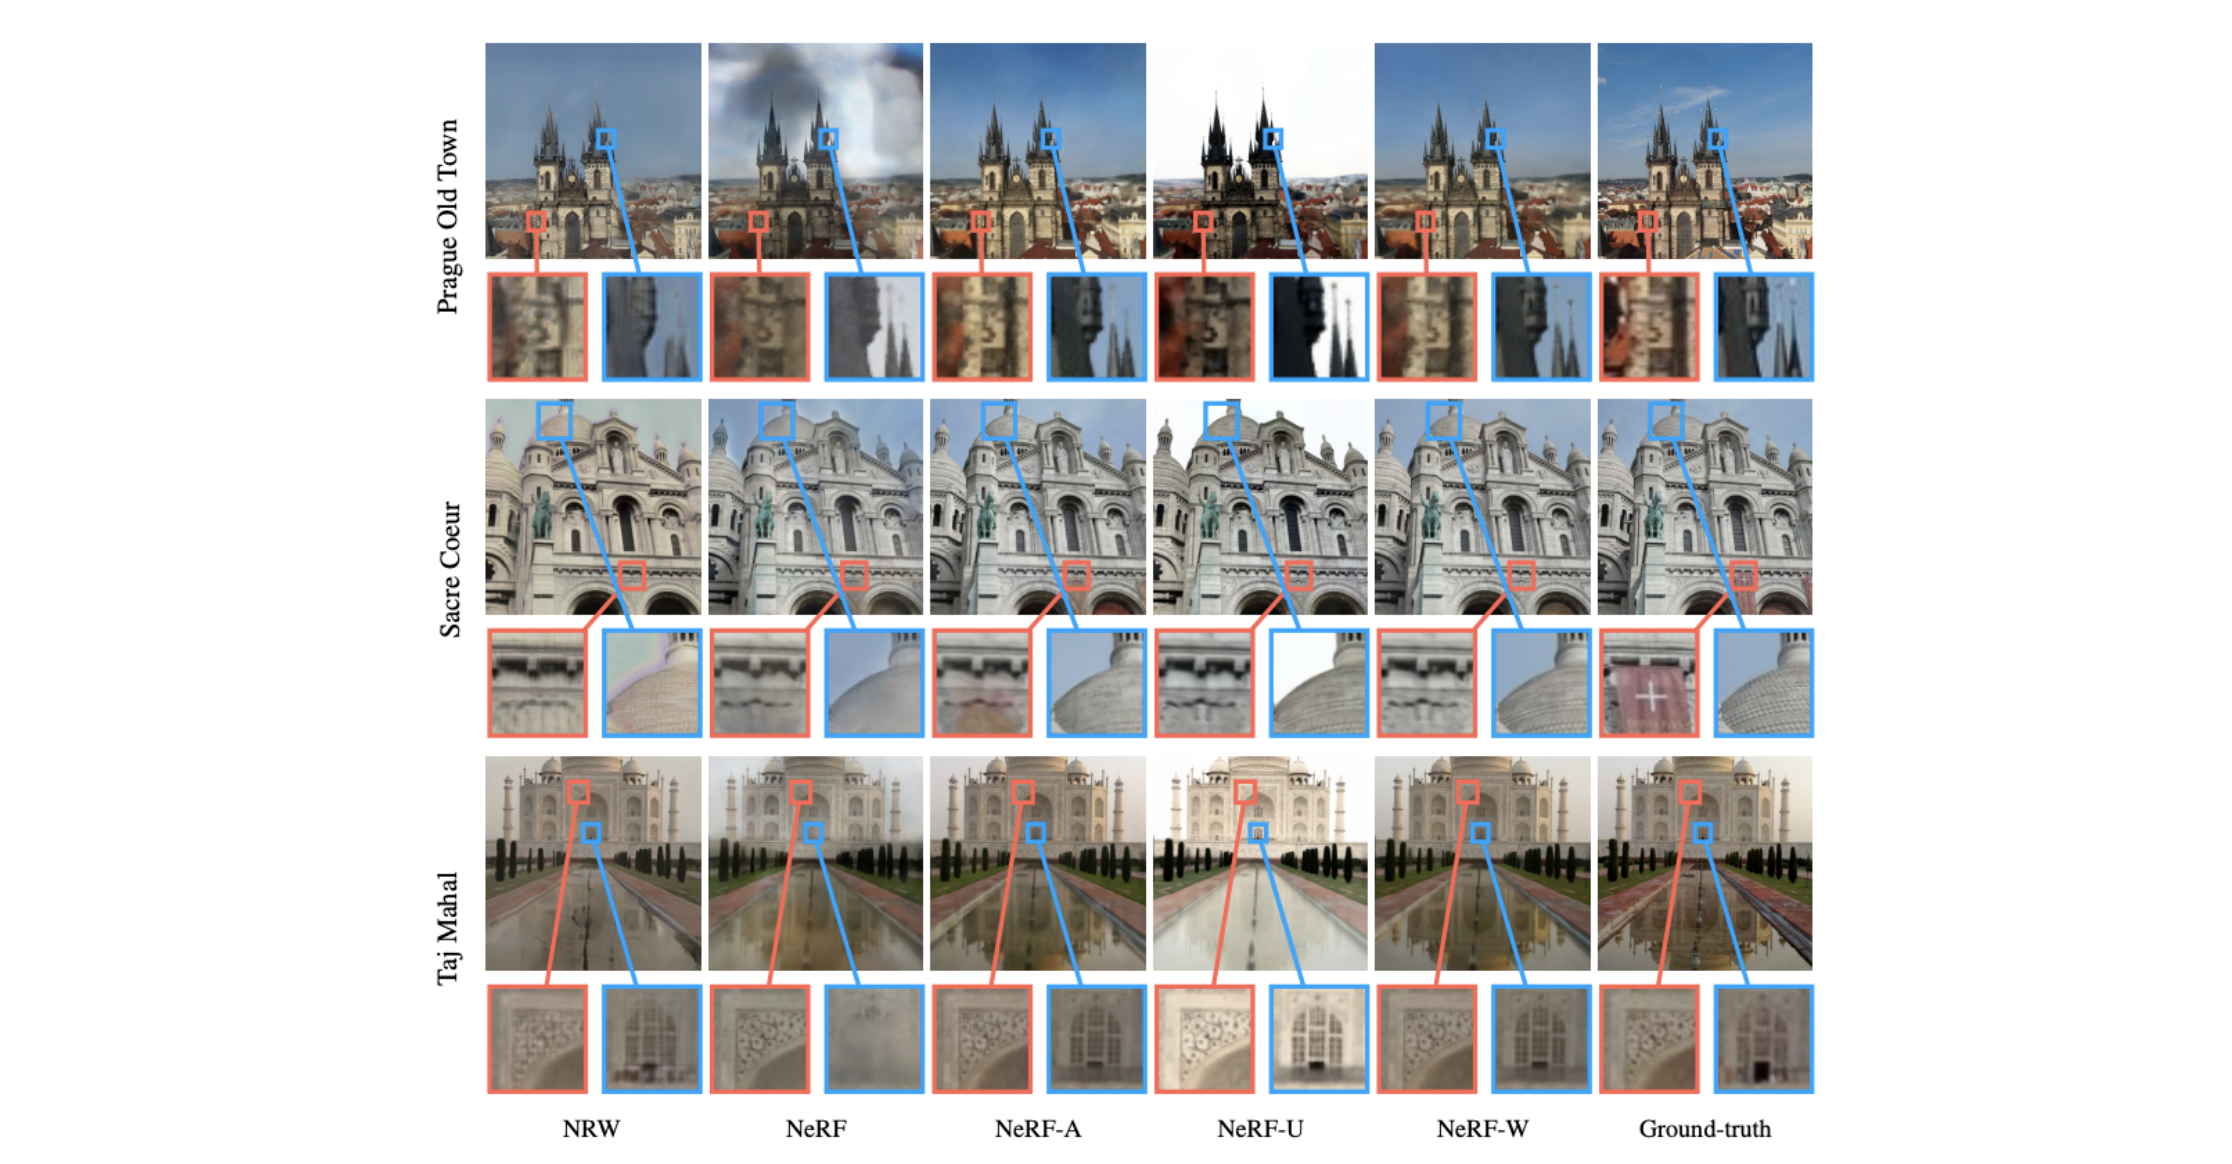 Prague Old Town
Sacre Coeur
Taj Mahal
NRW
NeRF
NeRF-A
NeRF-U
NeRF-W
Ground-truth